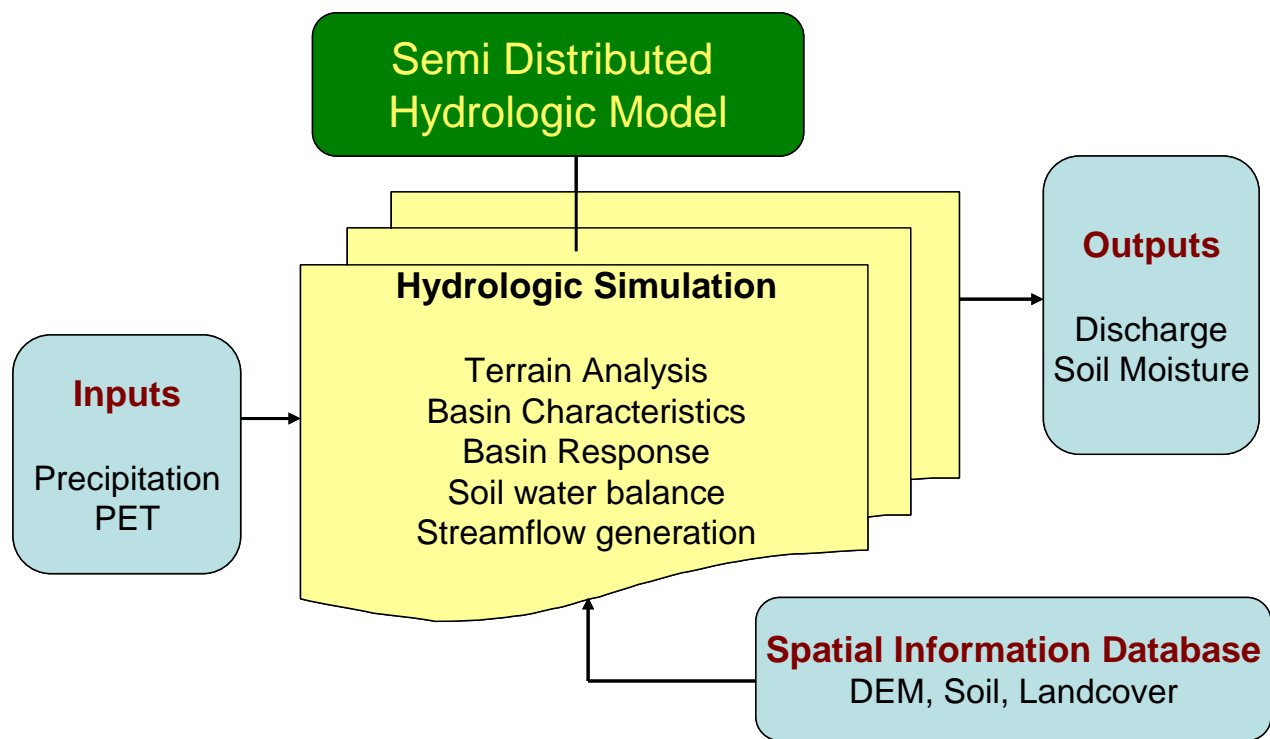 Semi Distributed
Hydrologic Model
Hydrologic Simulation
Terrain Analysis
Basin Characteristics
Basin Response
Soil water balance
Streamflow generation
Inputs
Precipitation
PET
Outputs
Discharge
Soil Moisture
Spatial Information Database
DEM, Soil, Landcover